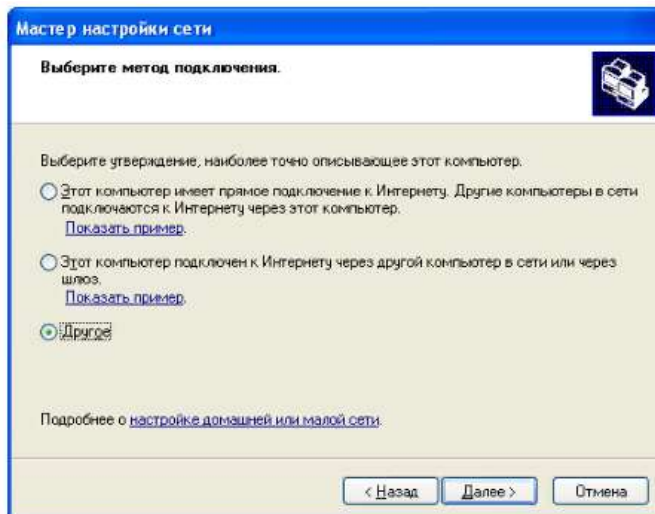 Мастер настройки сети
Выберите метод подключения.
Выберите утверждение, наиболее точно описывающее этот компьютер.
Этот компьютер имеет прямое подключение к Интернету. Другие компьютеры в сети
подключаются к Интернету через этот компьютер.
Показать пример.
Этот компьютер подключен к Интернету через другой компьютер в сети или через
шлюз.
Показать пример.
Другое
Подробнее о настройке домашней или малой сети.
< Назад Далее > Отмена